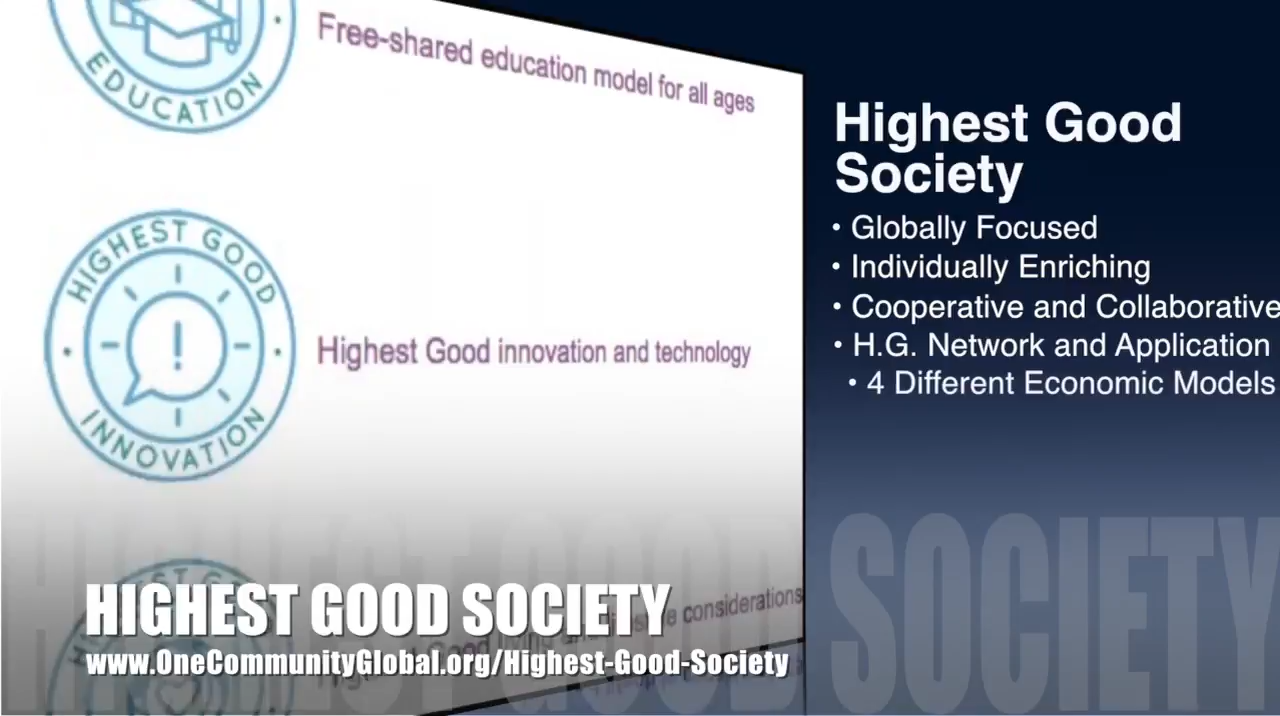 EDUCATION
Free-shared education model for all ages
HIGHEST GOOD
INNOVATION
Highest Good innovation and technology
Highest Good
Society
• Globally Focused
• Individually Enriching
• Cooperative and Collaborative
• H.G. Network and Application
• 4 Different Economic Models
considerations
HIGHEST GOOD SOCIETY
HIGHEST GOOD SOCIETY
www.OneCommunityGlobal.org/Highest-Good-Society